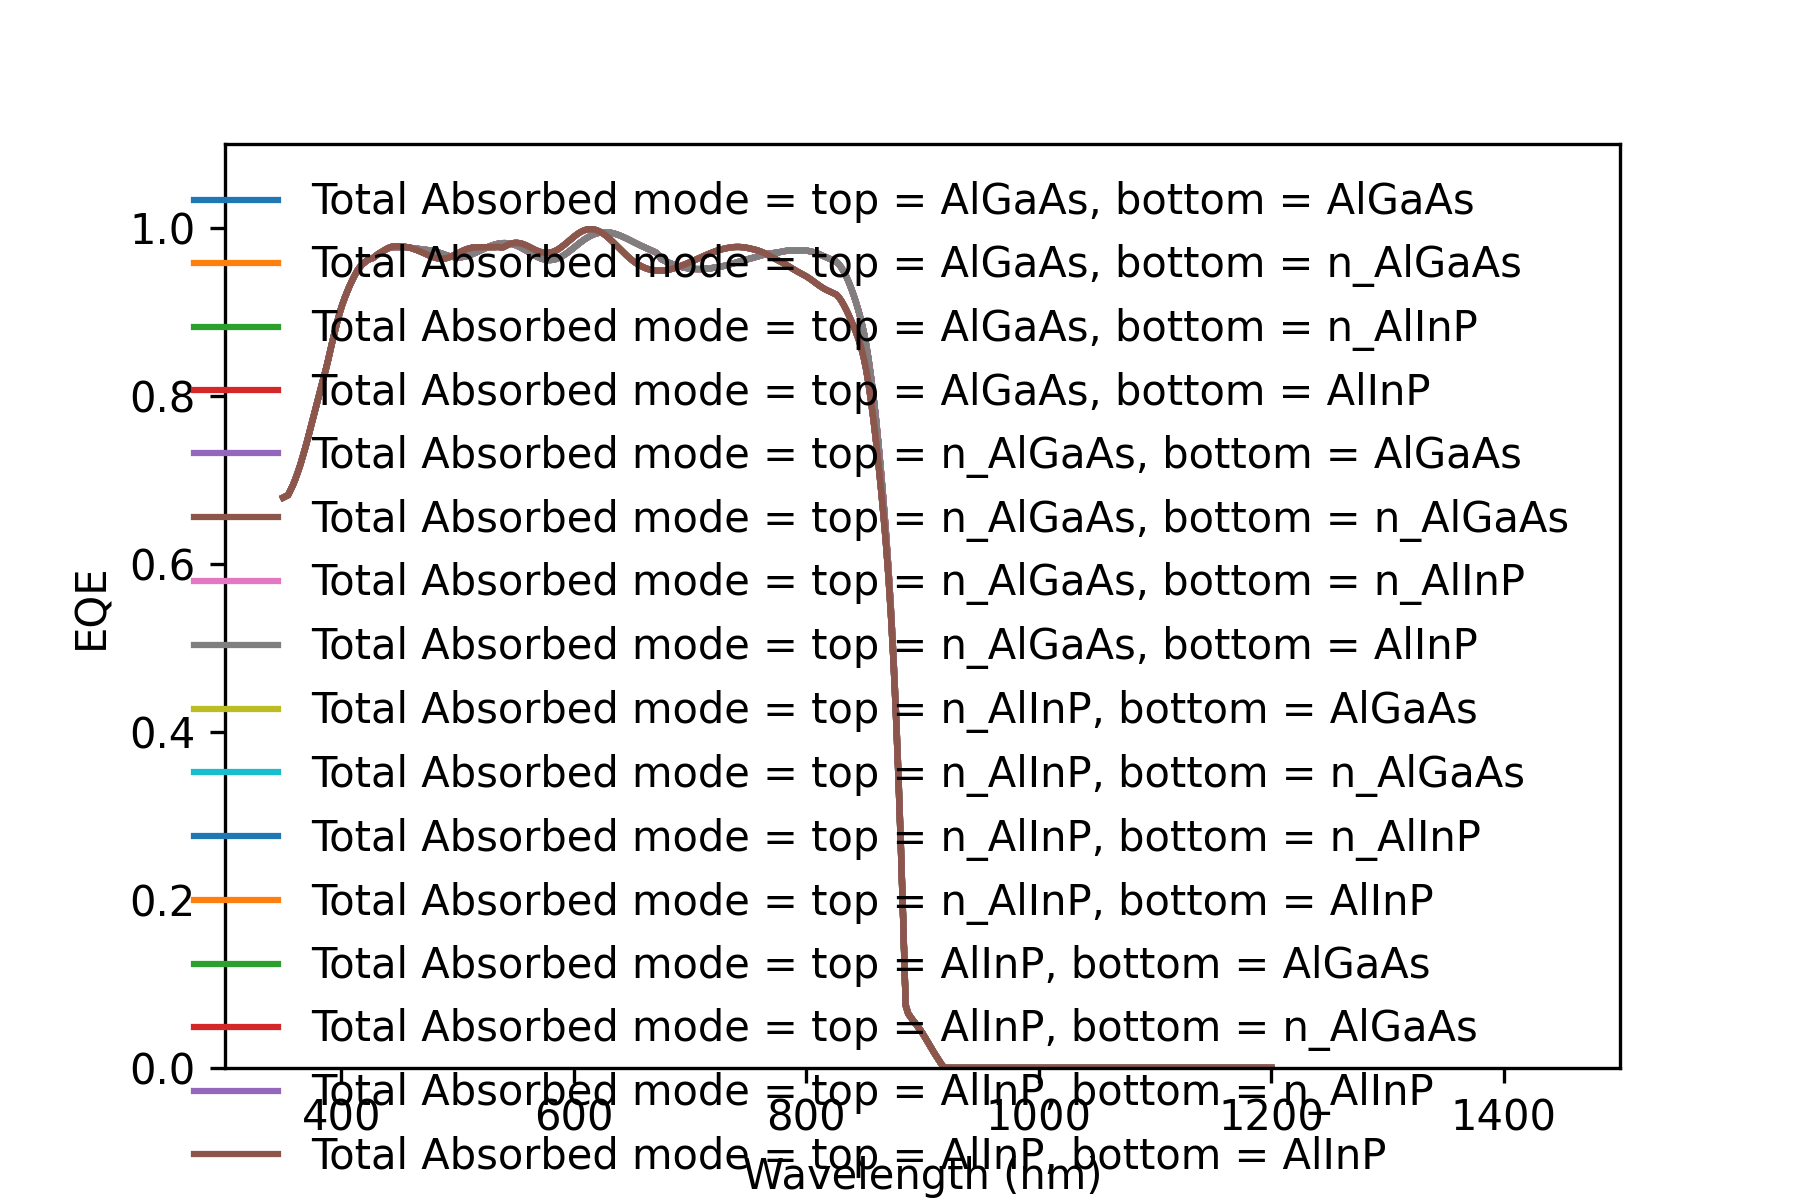 Total Absorbed mode = top = AlGaAs, bottom = AlGaAs
1.0
Total Absorbed mode = top = AlGaAs, bottom = n_AlGaAs
Total Absorbed mode = top = AlGaAs, bottom = n_AlInP
0.8
Total Absorbed mode = top = AlGaAs, bottom = AlInP
Total Absorbed mode = top = n_AlGaAs, bottom = AlGaAs
Total Absorbed mode = top = n_AlGaAs, bottom = n_AlGaAs
0.6
Total Absorbed mode = top = n_AlGaAs, bottom = n_AlInP
EQE
Total Absorbed mode = top = n_AlGaAs, bottom = AlInP
Total Absorbed mode = top = n_AlInP, bottom = AlGaAs
0.4
Total Absorbed mode = top = n_AlInP, bottom = n_AlGaAs
Total Absorbed mode = top = n_AlInP, bottom = n_AlInP
0.2
Total Absorbed mode = top = n_AlInP, bottom = AlInP
Total Absorbed mode = top = AlInP, bottom = AlGaAs
Total Absorbed mode = top = AlInP, bottom = n_AlGaAs
0.0
Total Absorbed mode = top = AlInP, bottom = n_AlInP
400 600 800 1000 1200 1400
Total Absorbed mode = top = AlInP, bottom = AlInP
Wavelength (nm)